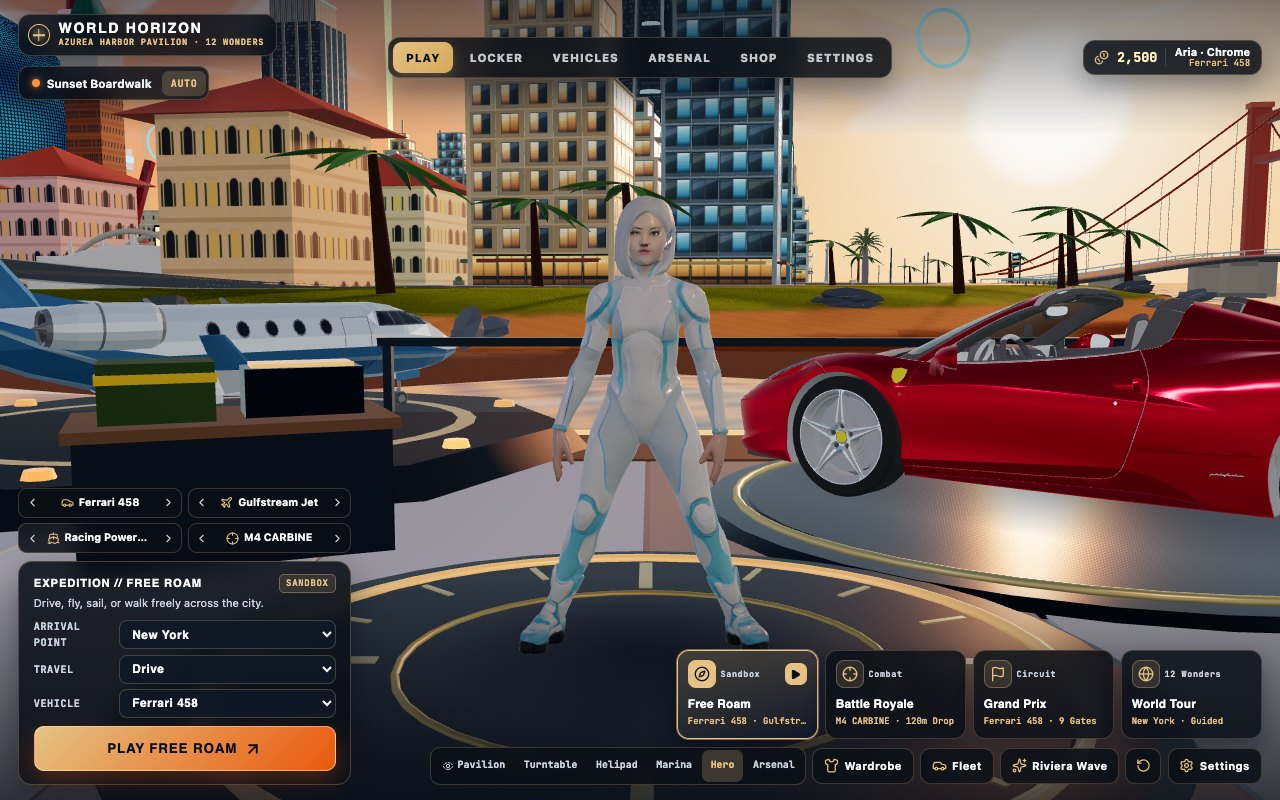 WORLD HORIZON
AZUREA HARBOR PAVILION · 12 WONDERS
Sunset Boardwalk AUTO
PLAY LOCKER VEHICLES ARSENAL SHOP SETTINGS
2,500
Aria · Chrome
Ferrari 458
Ferrari 458
Gulfstream Jet
Racing Power...
M4 CARBINE
EXPEDITION // FREE ROAM SANDBOX
Drive, fly, sail, or walk freely across the city.
ARRIVAL POINT New York
TRAVEL Drive
VEHICLE Ferrari 458
PLAY FREE ROAM
Sandbox
Free Roam
Ferrari 458 · Gulfstr…
Combat
Battle Royale
M4 CARBINE · 120m Drop
Circuit
Grand Prix
Ferrari 458 · 9 Gates
12 Wonders
World Tour
New York · Guided
Pavilion Turntable Helipad Marina Hero Arsenal
Wardrobe
Fleet
Riviera Wave
Settings